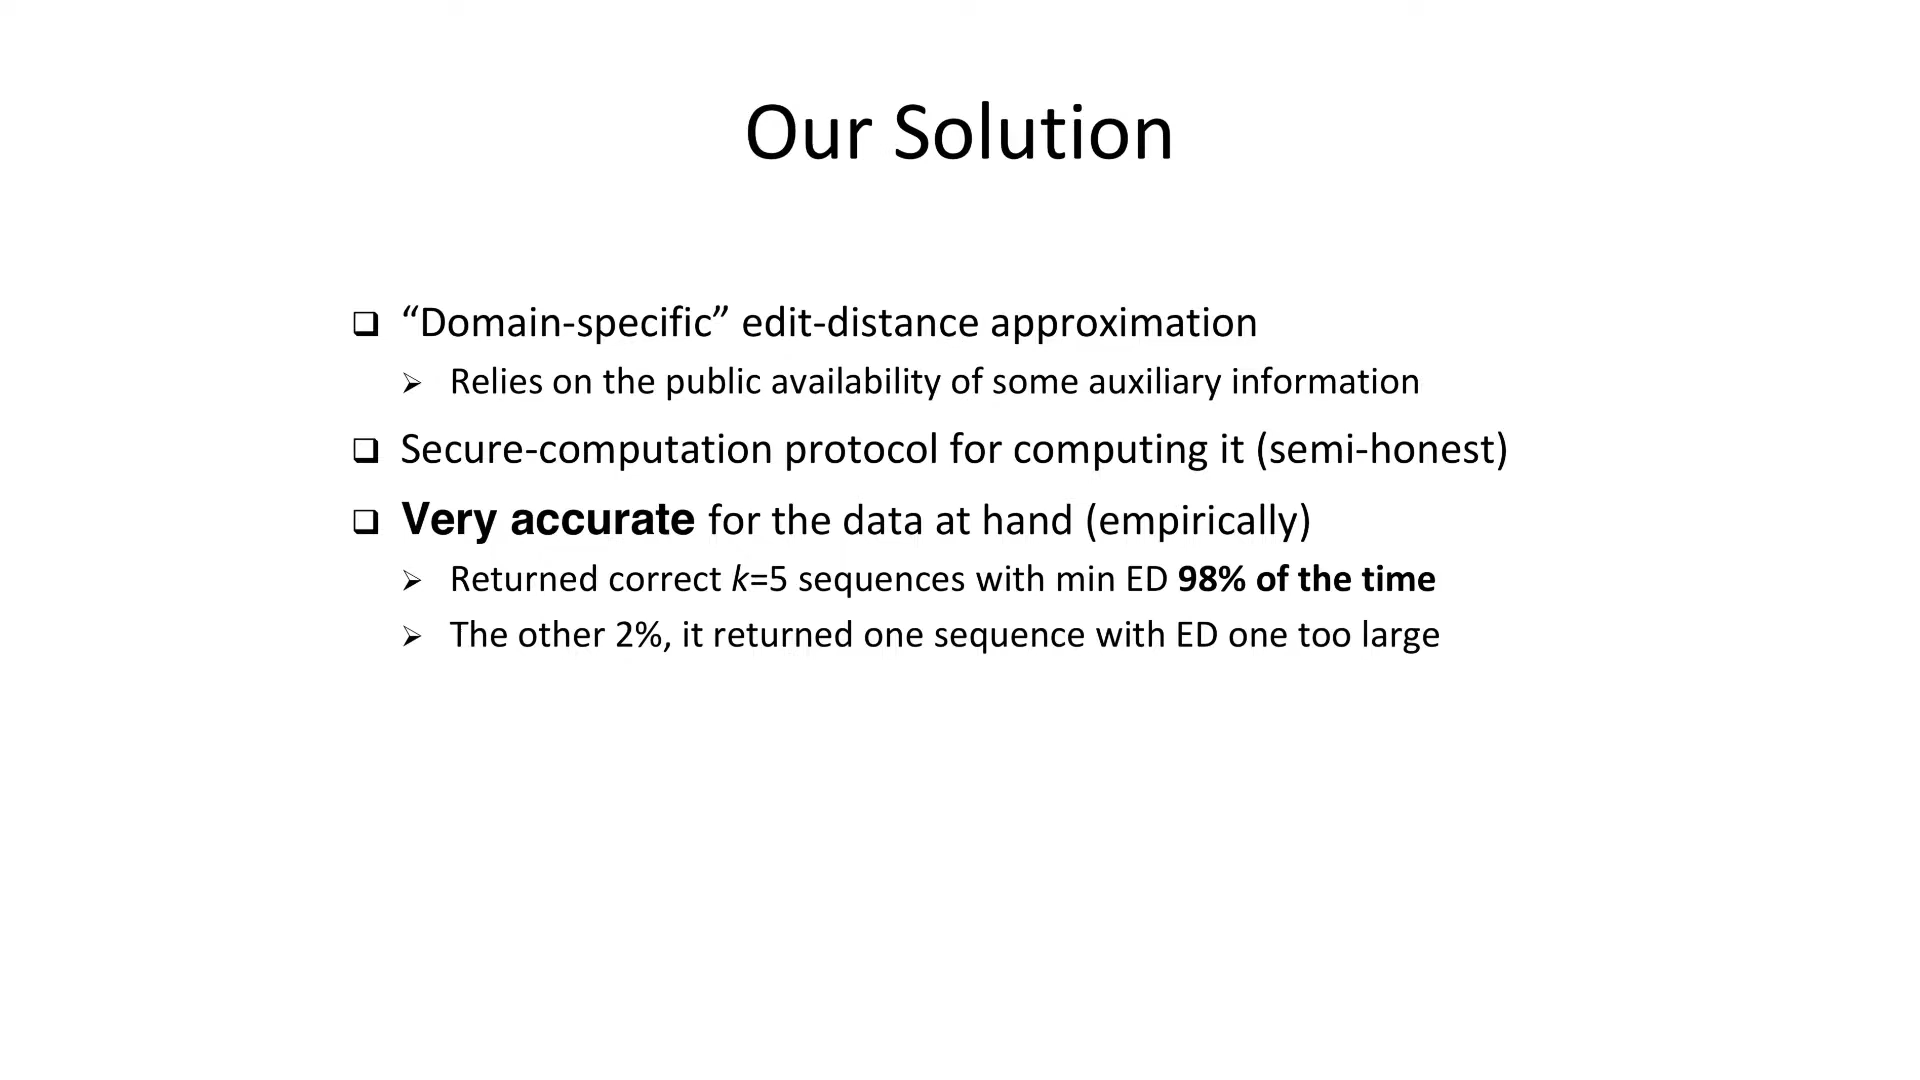 Our Solution
“Domain-specific” edit-distance approximation
Relies on the public availability of some auxiliary information
Secure-computation protocol for computing it (semi-honest)
Very accurate for the data at hand (empirically)
Returned correct k=5 sequences with min ED 98% of the time
The other 2%, it returned one sequence with ED one too large